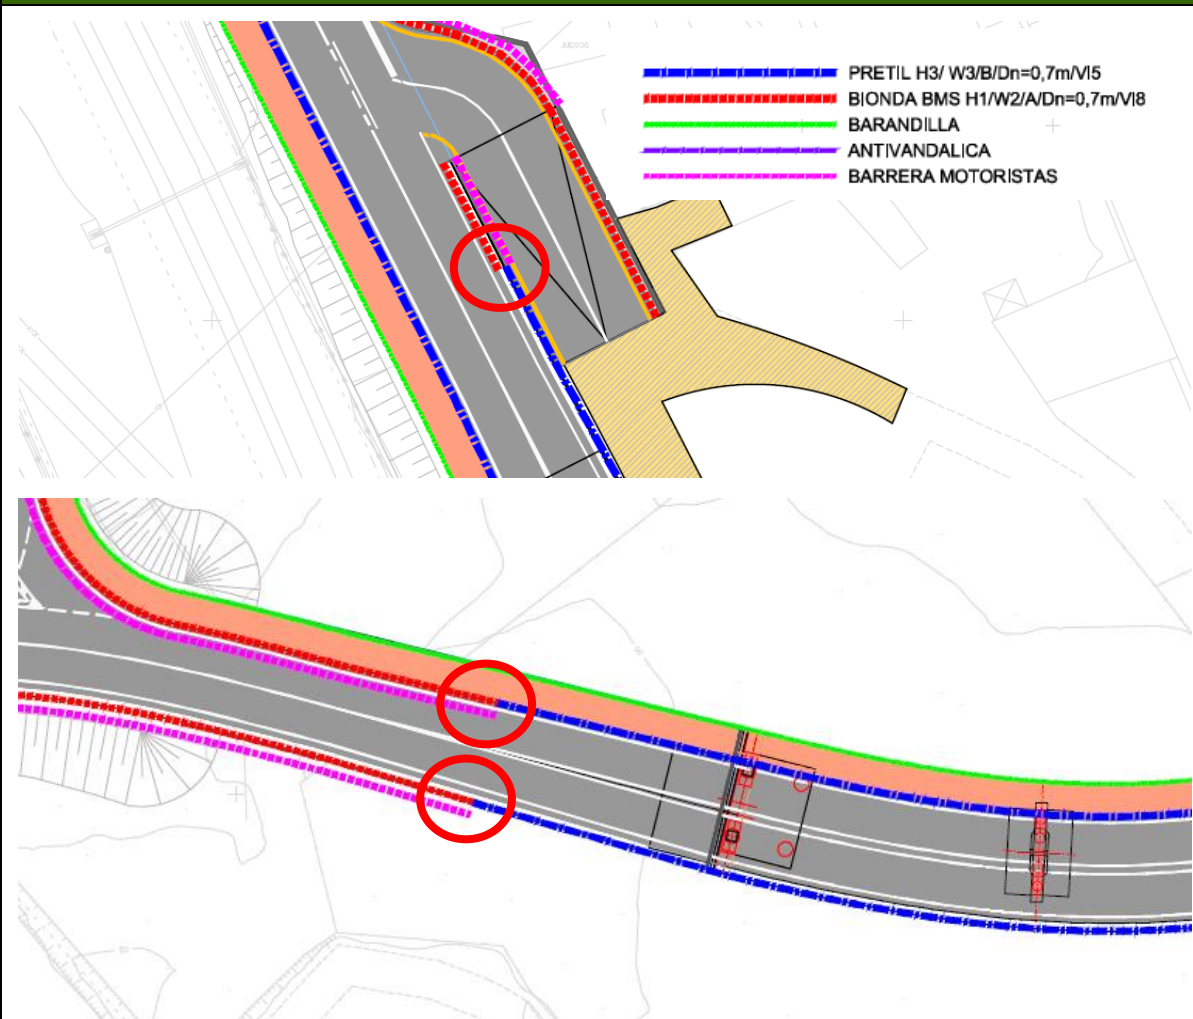 PRETIL H3/ W3/B/Dn=0,7m/VI5
BIONDA BMS H1/W2/A/Dn=0,7m/VI8
BARANDILLA
ANTIVANDALICA
BARRERA MOTORISTAS